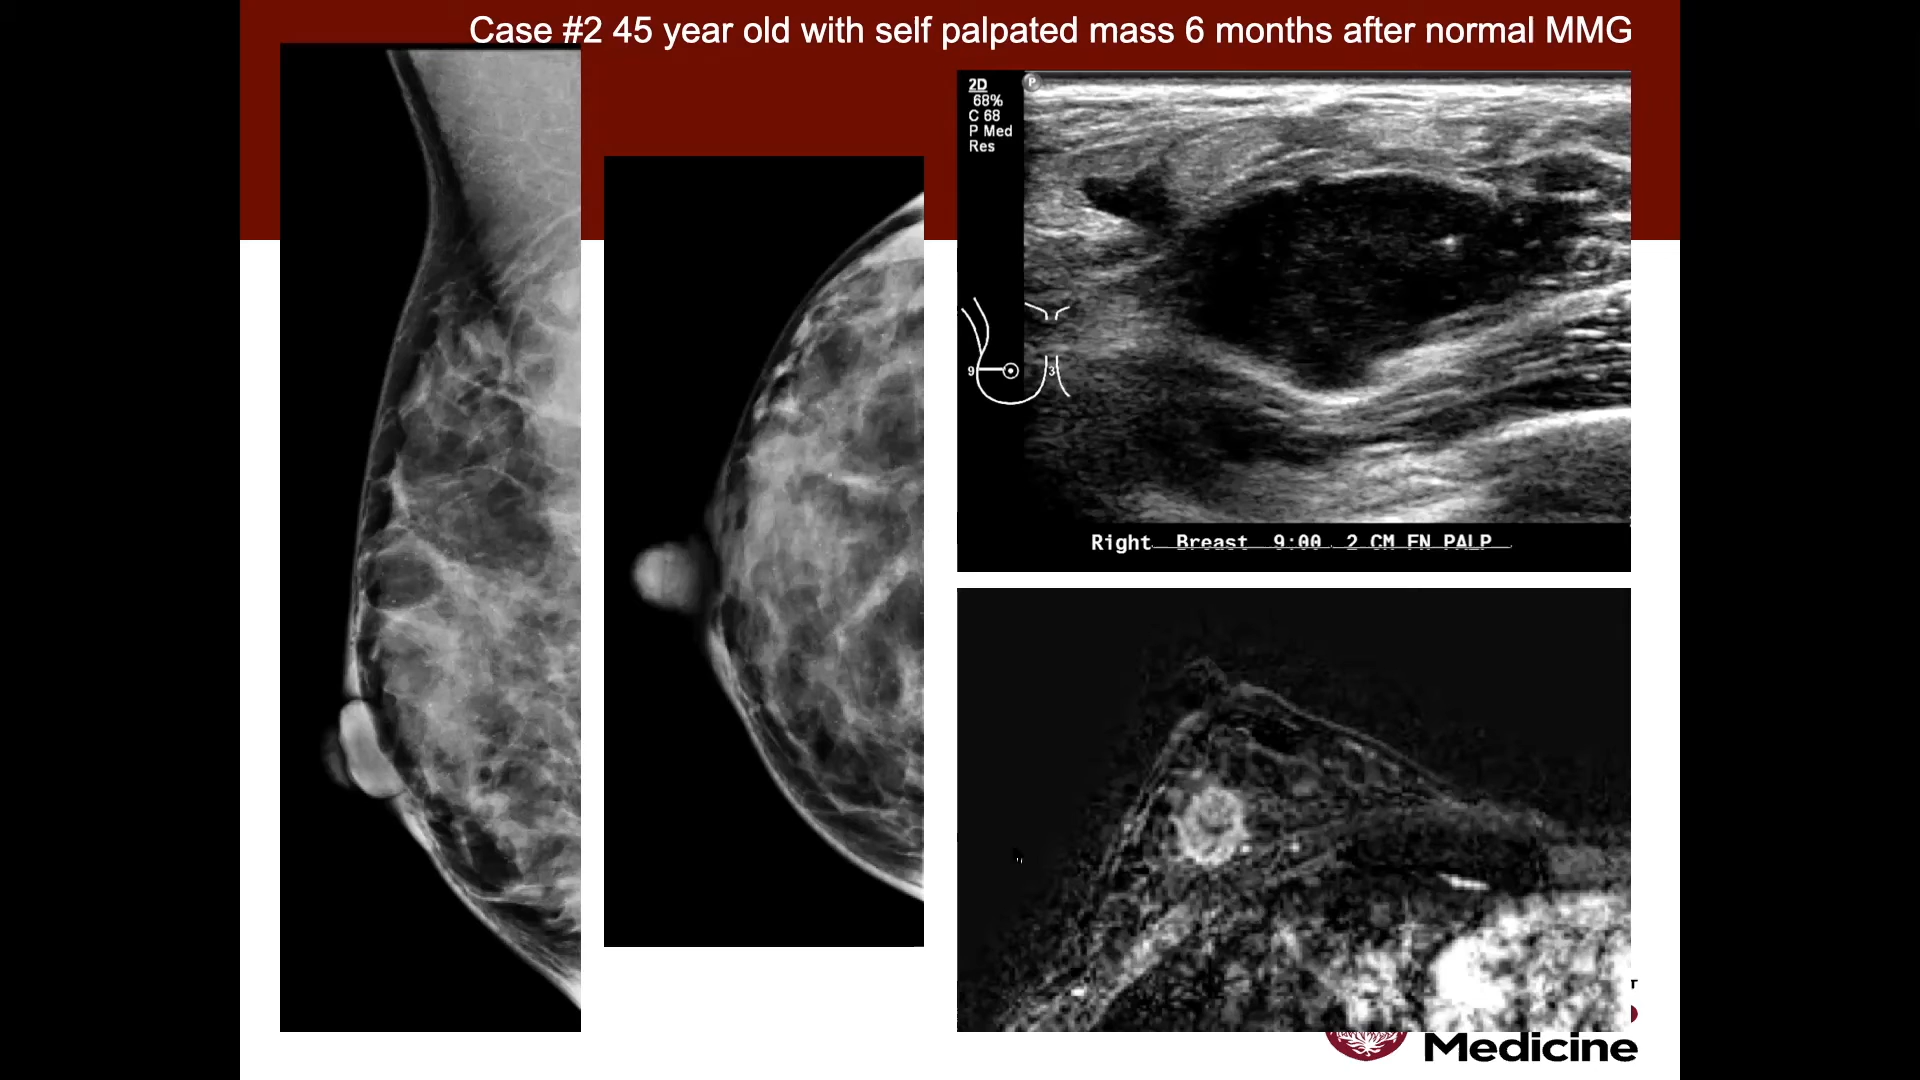 Case #2 45 year old with self palpated mass 6 months after normal MMG
2D
68%
C 68
P Med
Res
P
9
3
Right Breast 9:00 2 CM FN PALP
Medicine